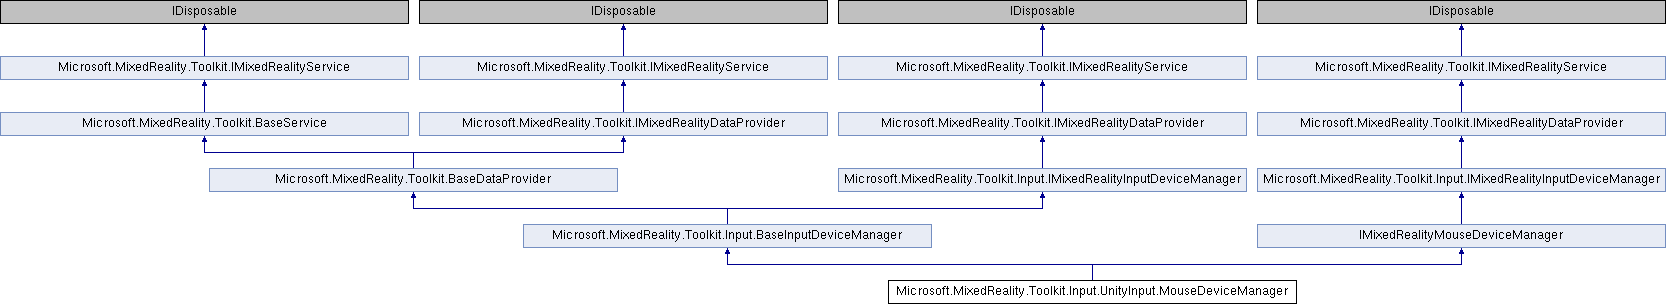 IDisposable
IDisposable
IDisposable
IDisposable
Microsoft.MixedReality.Toolkit.IMixedRealityService
Microsoft.MixedReality.Toolkit.IMixedRealityService
Microsoft.MixedReality.Toolkit.IMixedRealityService
Microsoft.MixedReality.Toolkit.IMixedRealityService
Microsoft.MixedReality.Toolkit.BaseService
Microsoft.MixedReality.Toolkit.IMixedRealityDataProvider
Microsoft.MixedReality.Toolkit.IMixedRealityDataProvider
Microsoft.MixedReality.Toolkit.IMixedRealityDataProvider
Microsoft.MixedReality.Toolkit.BaseDataProvider
Microsoft.MixedReality.Toolkit.Input.IMixedRealityInputDeviceManager
Microsoft.MixedReality.Toolkit.Input.IMixedRealityInputDeviceManager
Microsoft.MixedReality.Toolkit.Input.BaseInputDeviceManager
IMixedRealityMouseDeviceManager
Microsoft.MixedReality.Toolkit.Input.UnityInput.MouseDeviceManager